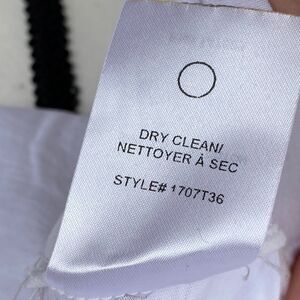 DRY CLEAN/
NETTOYER À SEC
STYLE# 1707T36